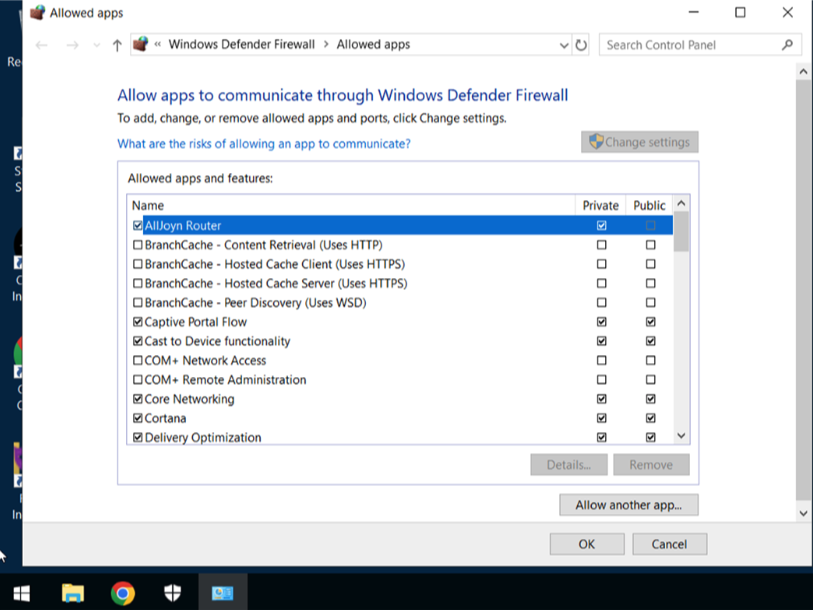 Allowed apps
Re
« Windows Defender Firewall > Allowed apps
Search Control Panel
Allow apps to communicate through Windows Defender Firewall
To add, change, or remove allowed apps and ports, click Change settings.
What are the risks of allowing an app to communicate?
Change settings
Allowed apps and features:
Name Private Public
AllJoyn Router
BranchCache - Content Retrieval (Uses HTTP)
BranchCache - Hosted Cache Client (Uses HTTPS)
BranchCache - Hosted Cache Server (Uses HTTPS)
BranchCache - Peer Discovery (Uses WSD)
Captive Portal Flow
Cast to Device functionality
COM+ Network Access
COM+ Remote Administration
Core Networking
Cortana
Delivery Optimization
Details... Remove
Allow another app...
OK Cancel
S
S
In
In